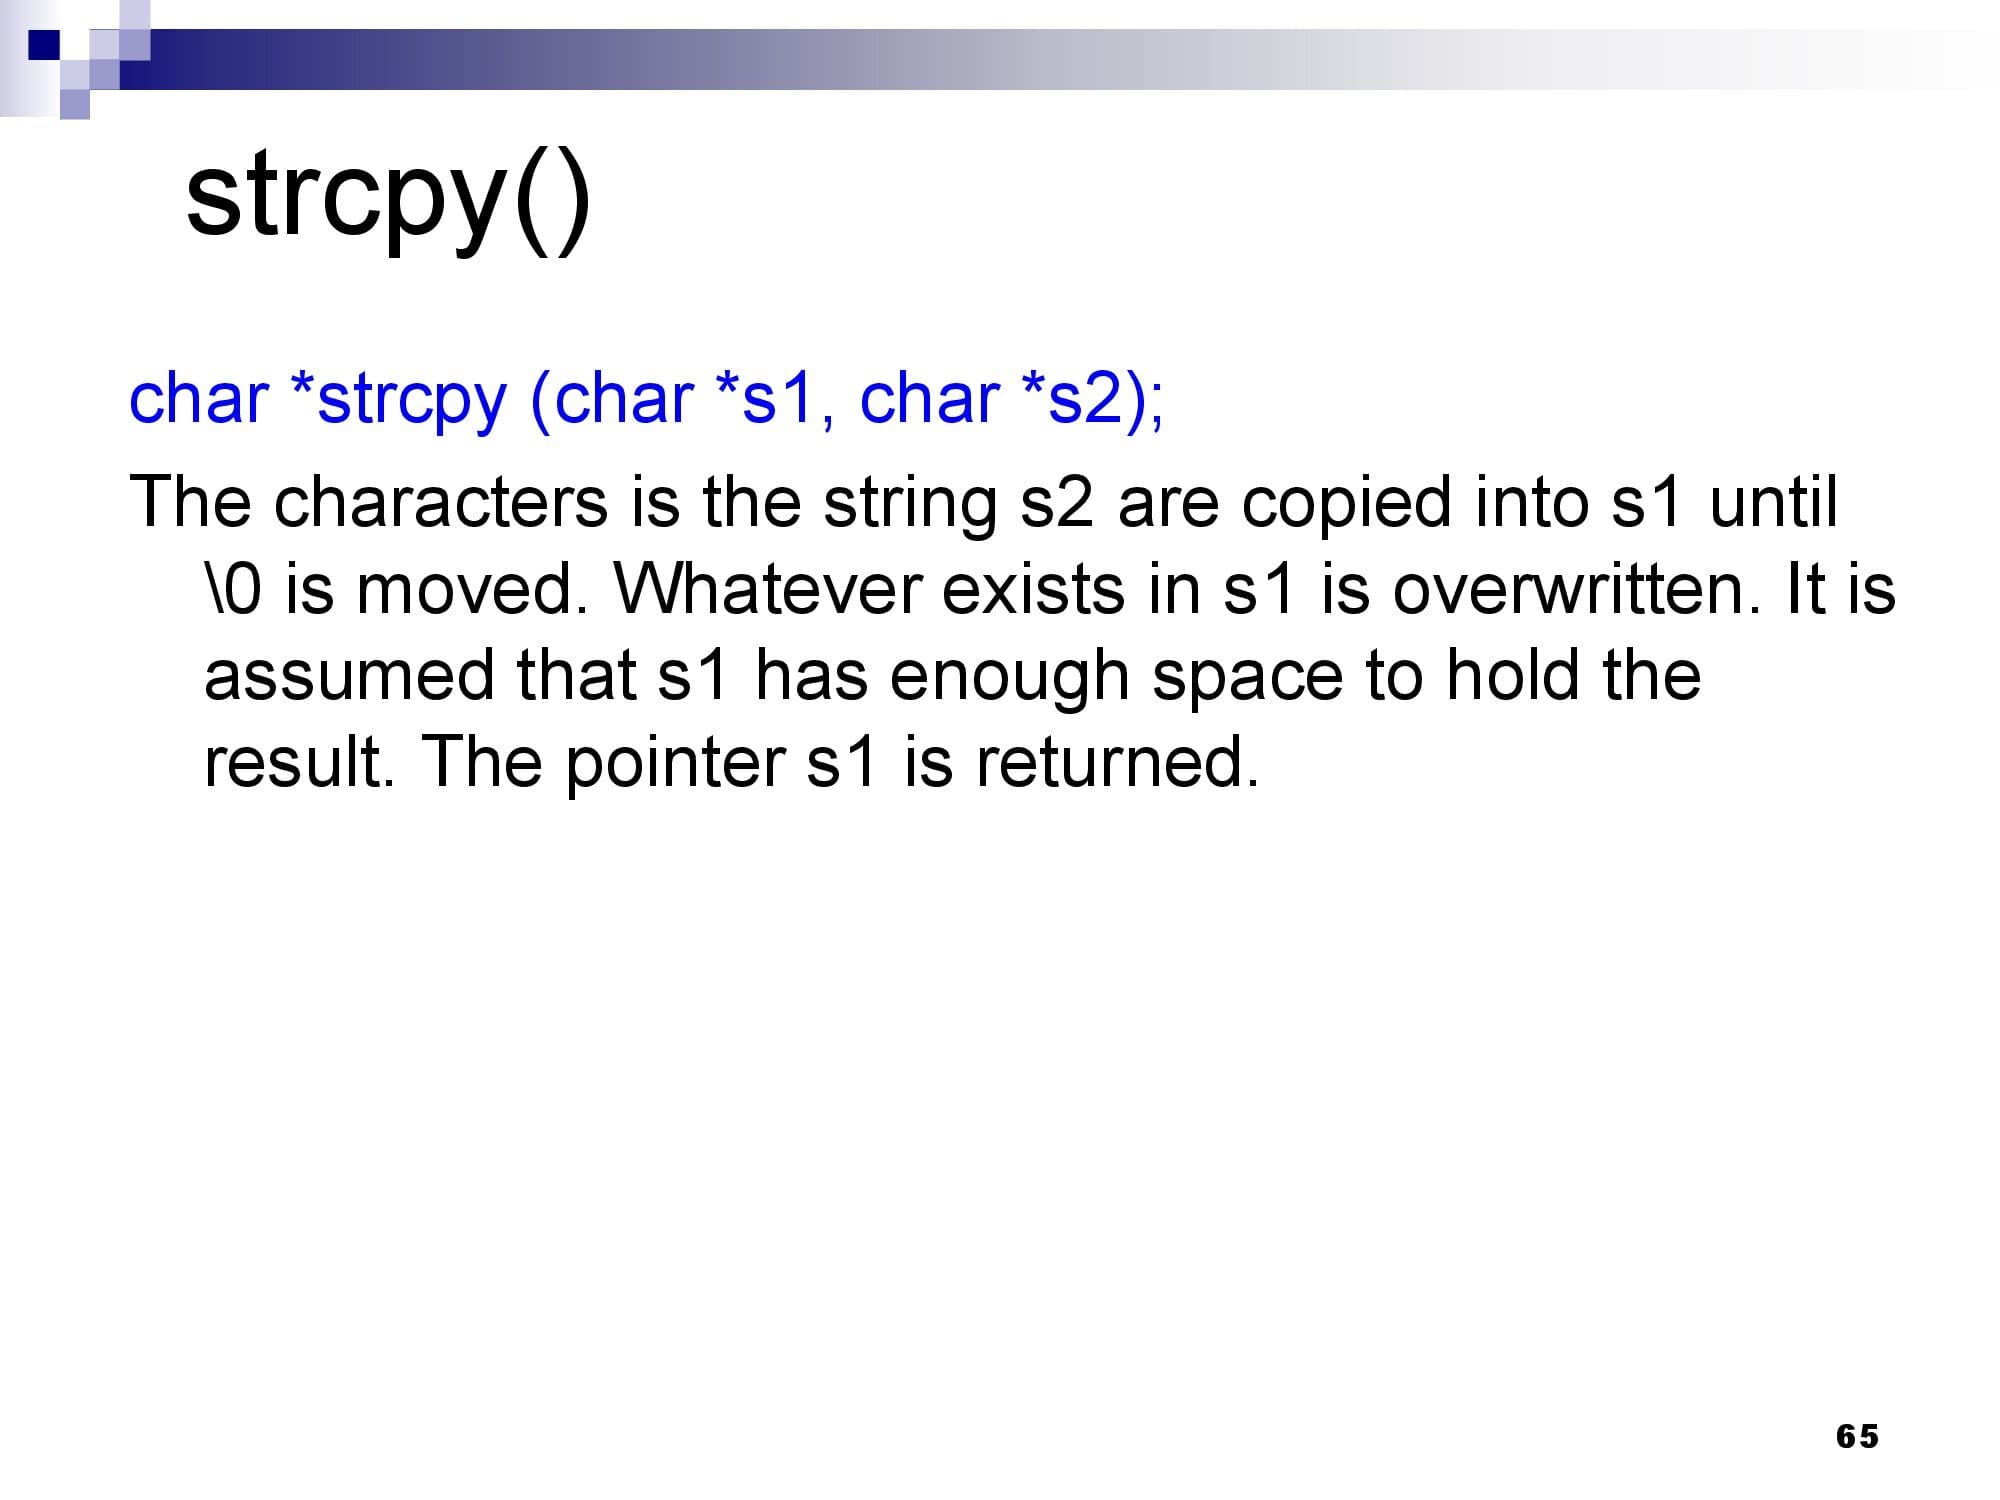 strcpy()
char *strcpy (char *s1, char *s2);
The characters is the string s2 are copied into s1 until
\0 is moved. Whatever exists in s1 is overwritten. It is
assumed that s1 has enough space to hold the
result. The pointer s1 is returned.
65